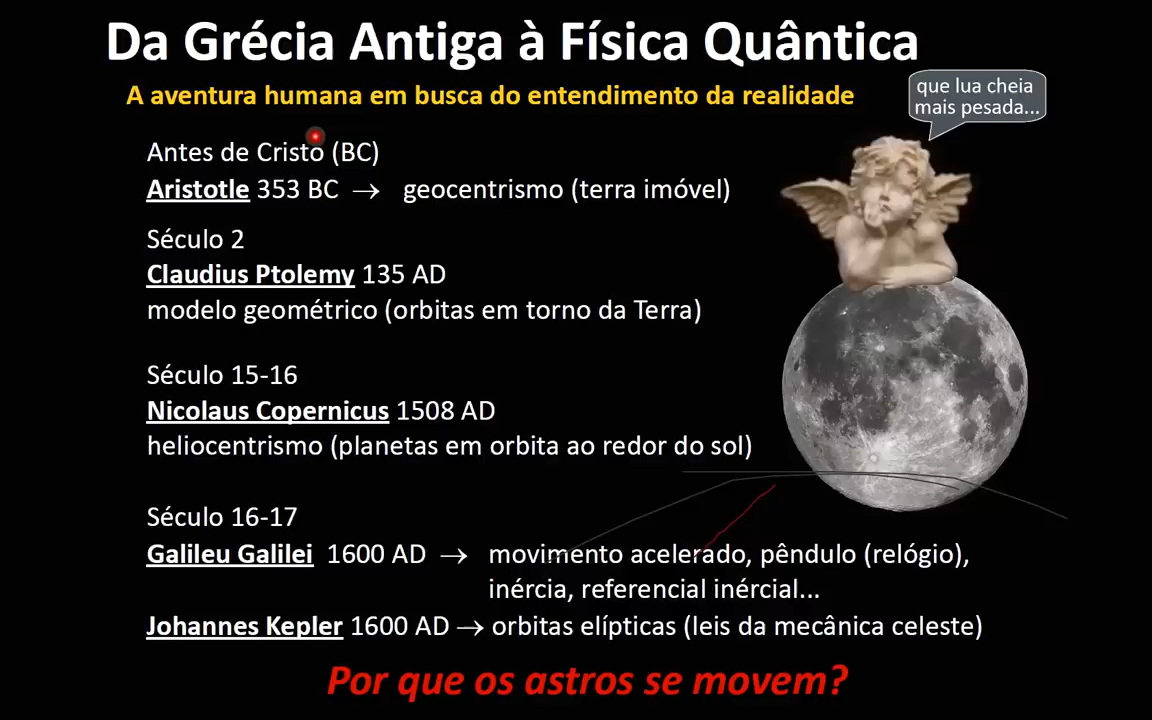 Da Grécia Antiga à Física Quântica
A aventura humana em busca do entendimento da realidade
que lua cheia
mais pesada...
Antes de Cristo (BC)
Aristotle 353 BC → geocentrismo (terra imóvel)
Século 2
Claudius Ptolemy 135 AD
modelo geométrico (orbitas em torno da Terra)
Século 15-16
Nicolaus Copernicus 1508 AD
heliocentrismo (planetas em orbita ao redor do sol)
Século 16-17
Galileu Galilei 1600 AD → movimento acelerado, pêndulo (relógio),
inércia, referencial inércial...
Johannes Kepler 1600 AD → orbitas elípticas (leis da mecânica celeste)
Por que os astros se movem?